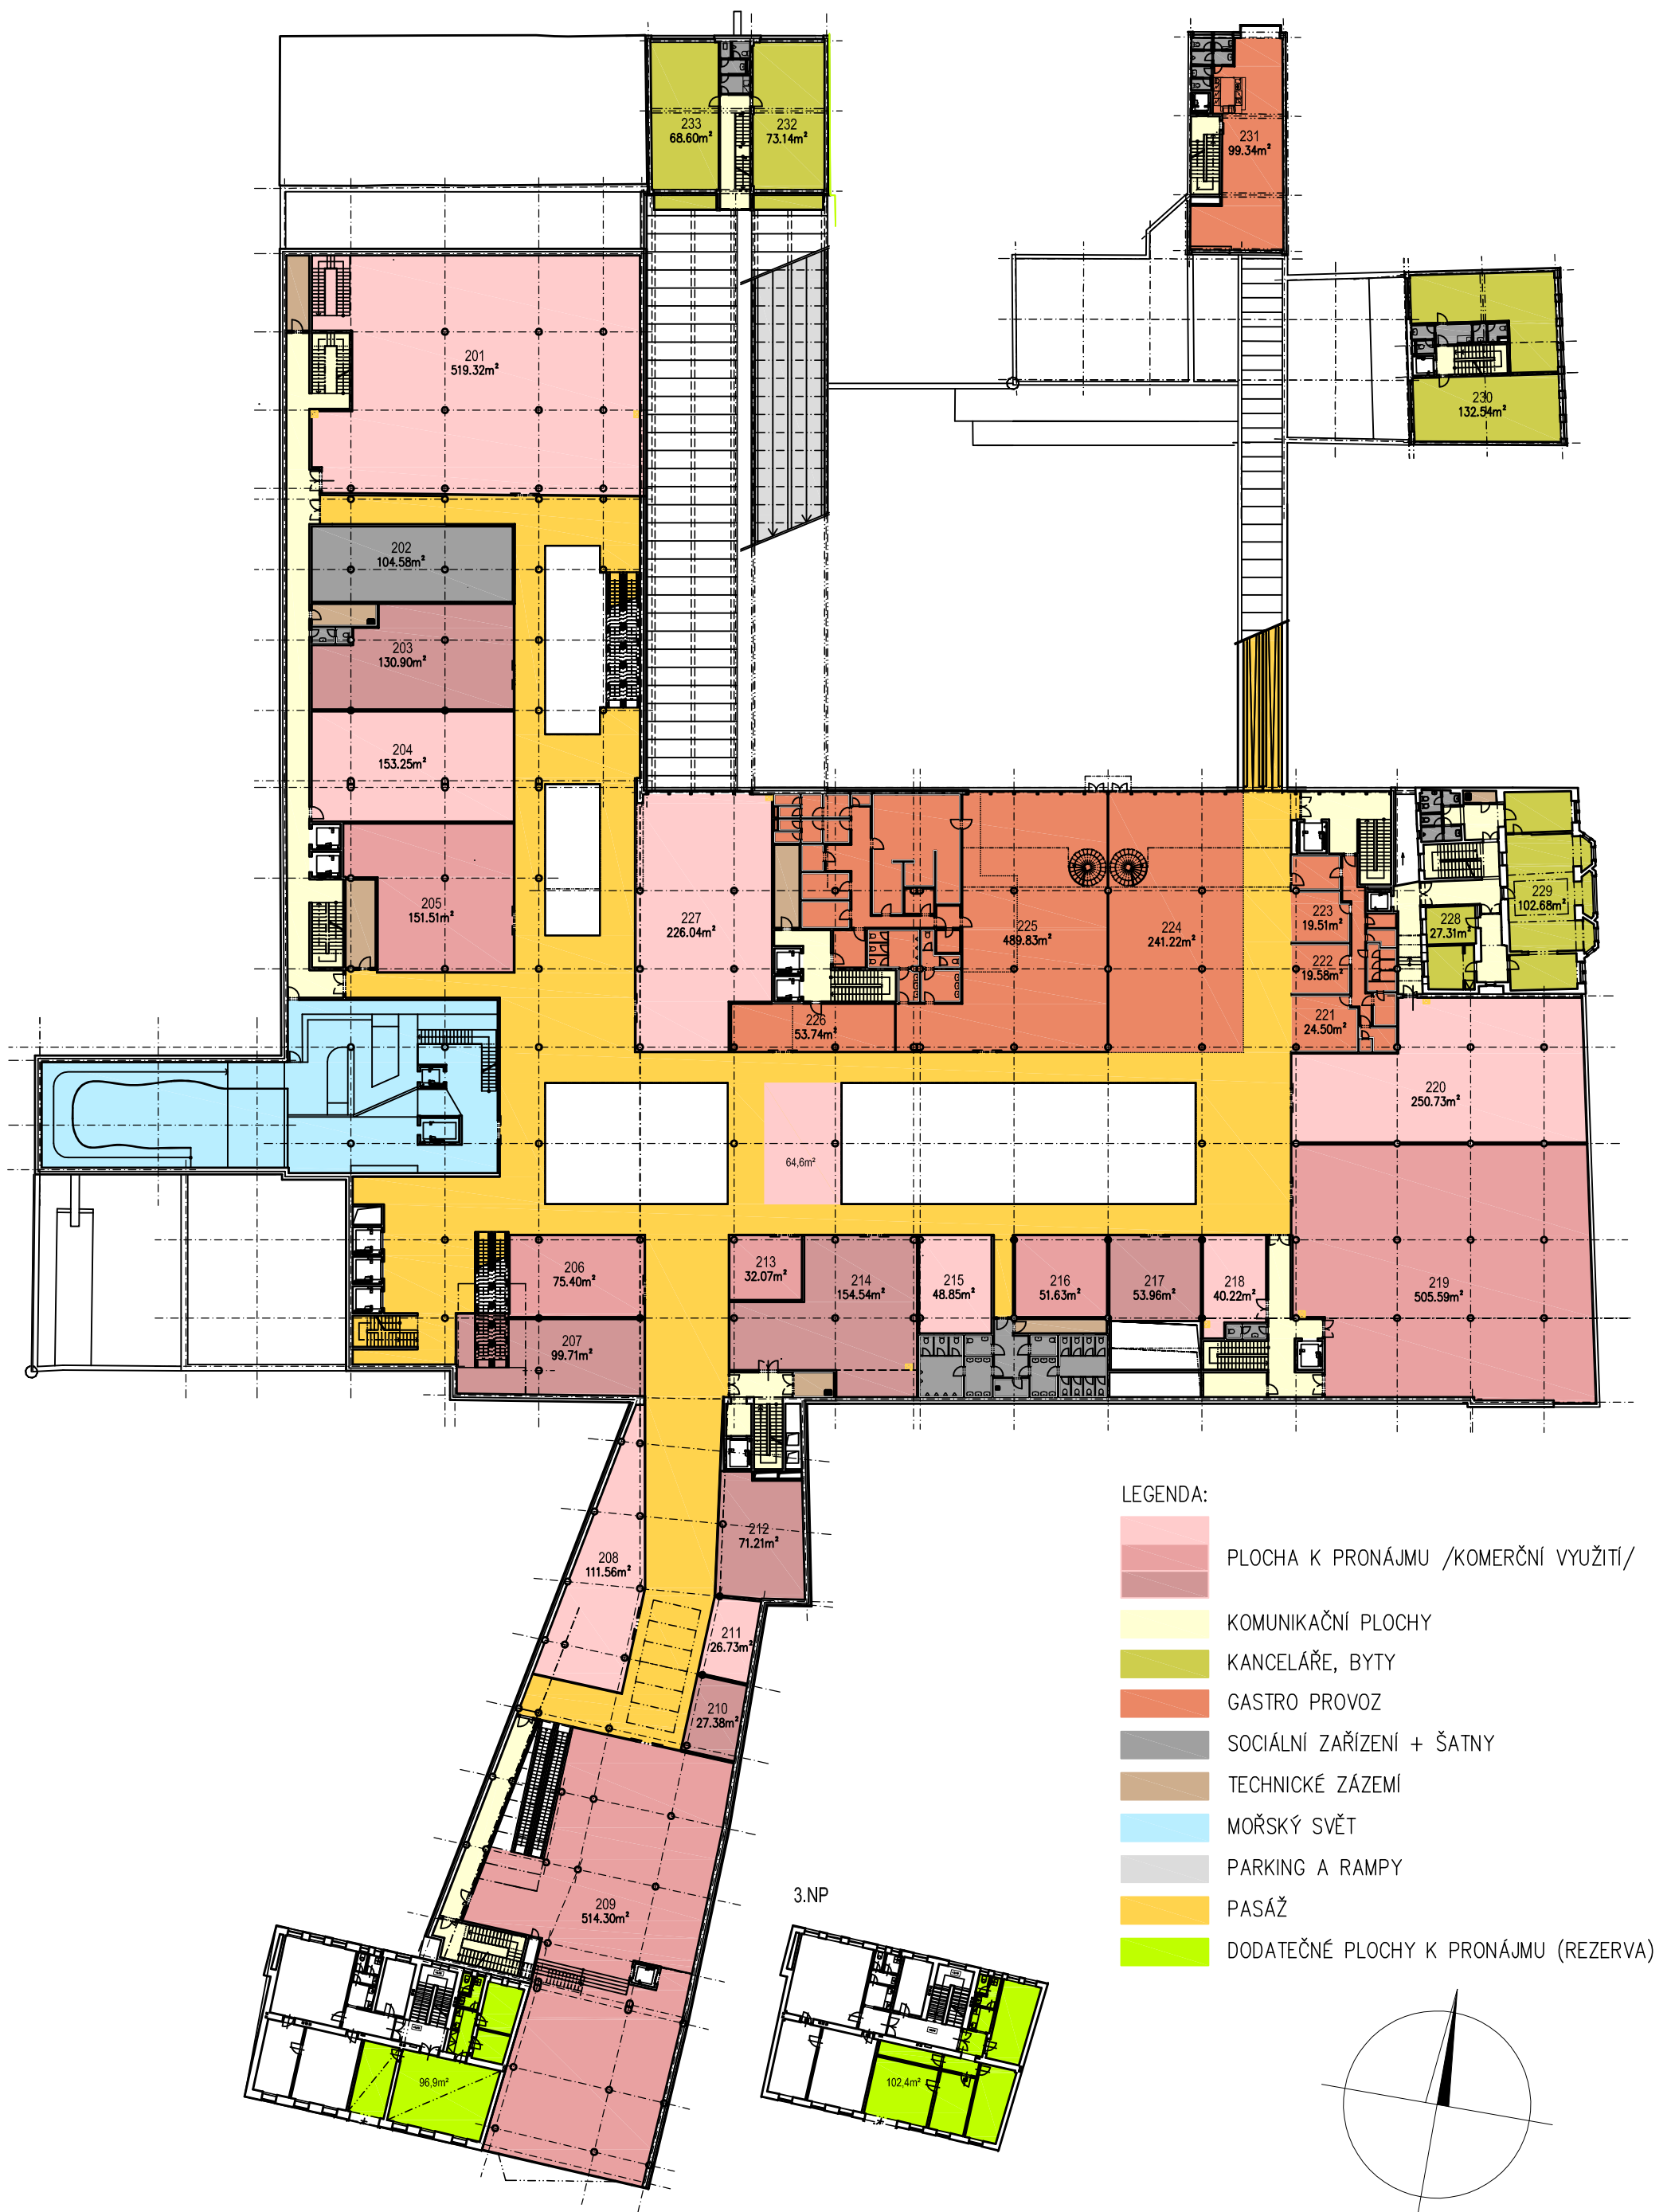 233
68.60m²
232
73.14m²
231
99.34m²
201
519.32m²
230
132.54m²
202
104.58m²
203
130.90m²
204
153.25m²
205
151.51m²
227
226.04m²
225
489.83m²
224
241.22m²
223
19.51m²
222
19.58m²
221
24.50m²
228
27.31m²
229
102.68m²
226
53.74m²
220
250.73m²
64,6m²
206
75.40m²
213
32.07m²
214
154.54m²
215
48.85m²
216
51.63m²
217
53.96m²
218
40.22m²
219
505.59m²
207
99.71m²
212
71.21m²
208
111.56m²
211
26.73m²
210
27.38m²
209
514.30m²
96,9m²
3.NP
102,4m²
LEGENDA:
PLOCHA K PRONÁJMU /KOMERČNÍ VYUŽITÍ/
KOMUNIKAČNÍ PLOCHY
KANCELÁŘE, BYTY
GASTRO PROVOZ
SOCIÁLNÍ ZAŘÍZENÍ + ŠATNY
TECHNICKÉ ZÁZEMÍ
MOŘSKÝ SVĚT
PARKING A RAMPY
PASÁŽ
DODATEČNÉ PLOCHY K PRONÁJMU (REZERVA)